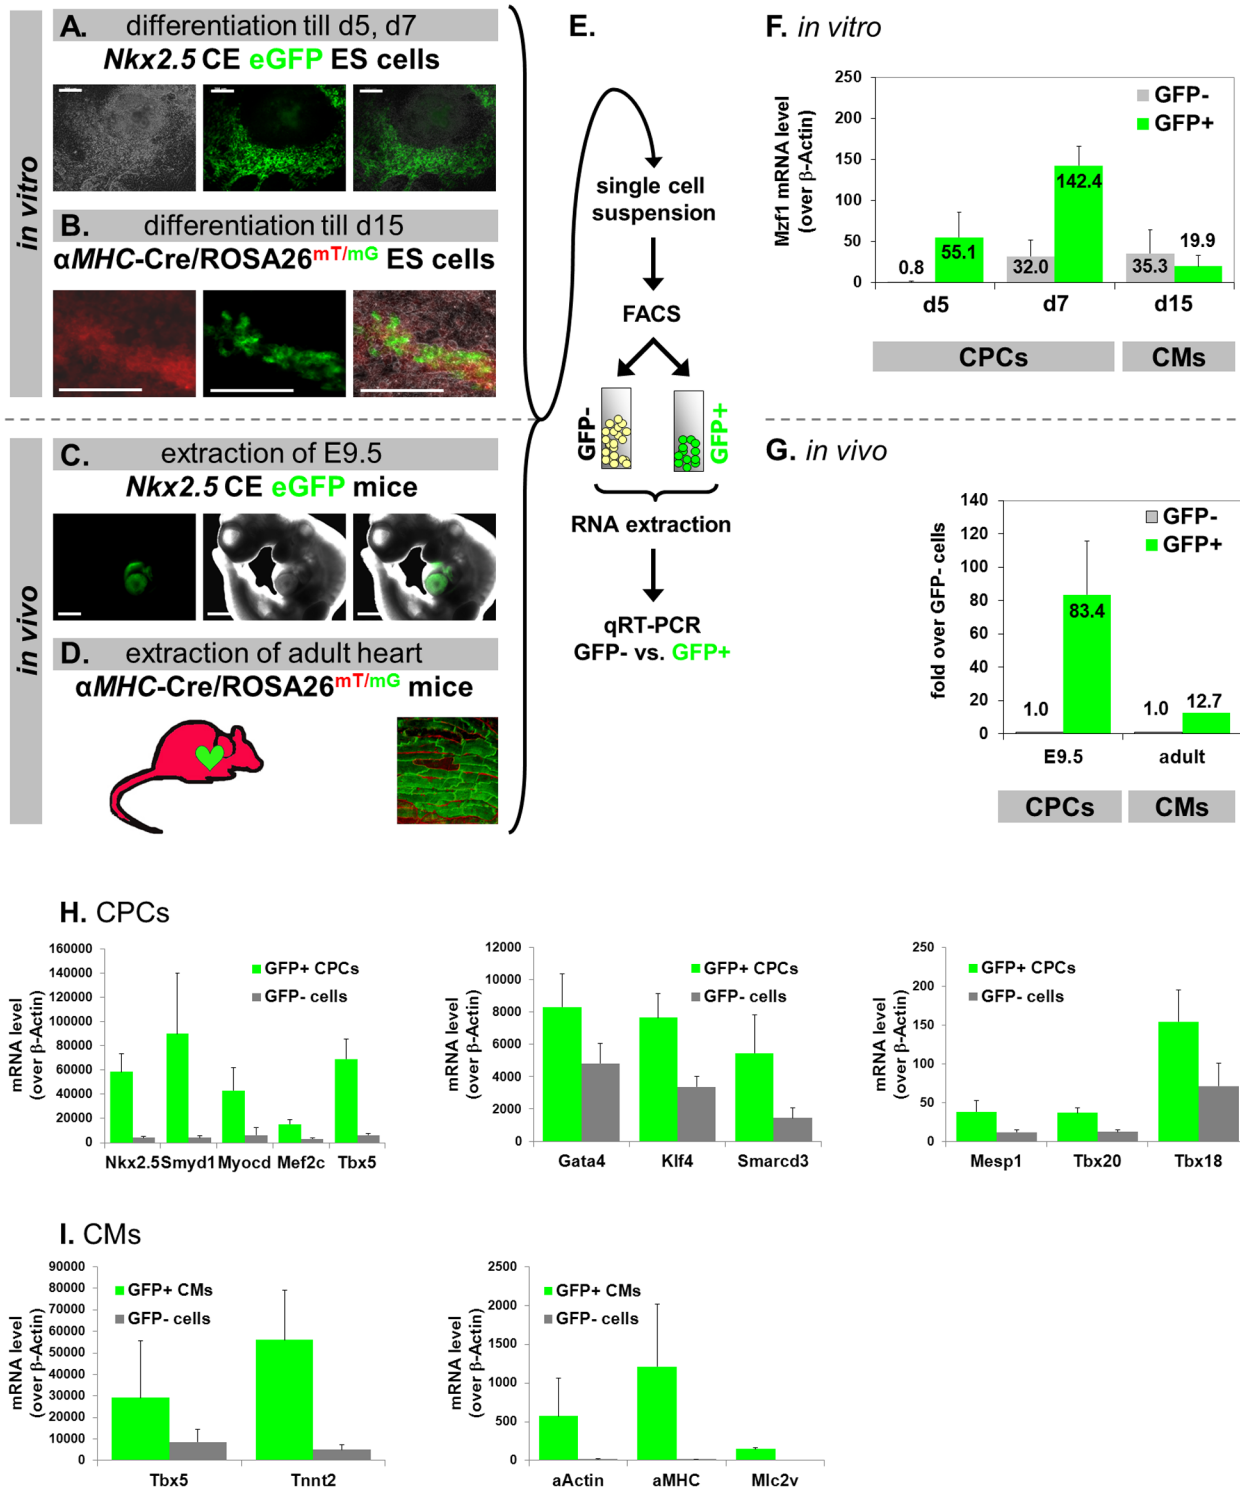 in vitro
A. differentiation till d5, d7
Nkx2.5 CE eGFP ES cells
B. differentiation till d15
αMHC-Cre/ROSA26mT/mG ES cells
in vivo
C. extraction of E9.5
Nkx2.5 CE eGFP mice
D. extraction of adult heart
αMHC-Cre/ROSA26mT/mG mice
E.
single cell
suspension
FACS
GFP-
GFP+
RNA extraction
qRT-PCR
GFP- vs. GFP+
F. in vitro
Mzf1 mRNA level
(over β-Actin)
250
200
150
100
50
0
GFP-
GFP+
0.8
55.1
32.0
142.4
35.3
19.9
d5
d7
d15
CPCs
CMs
G. in vivo
fold over GFP- cells
140
120
100
80
60
40
20
0
GFP-
GFP+
1.0
83.4
1.0
12.7
E9.5
adult
CPCs
CMs
H. CPCs
mRNA level
(over β-Actin)
160000
140000
120000
100000
80000
60000
40000
20000
0
GFP+ CPCs
GFP- cells
Nkx2.5 Smyd1 Myocd Mef2c Tbx5
mRNA level
(over β-Actin)
12000
10000
8000
6000
4000
2000
0
GFP+ CPCs
GFP- cells
Gata4 Klf4 Smarcd3
mRNA level
(over β-Actin)
250
200
150
100
50
0
GFP+ CPCs
GFP- cells
Mesp1 Tbx20 Tbx18
I. CMs
mRNA level
(over β-Actin)
90000
80000
70000
60000
50000
40000
30000
20000
10000
0
GFP+ CMs
GFP- cells
Tbx5 Tnnt2
mRNA level
(over β-Actin)
2500
2000
1500
1000
500
0
GFP+ CMs
GFP- cells
aActin aMHC Mlc2v